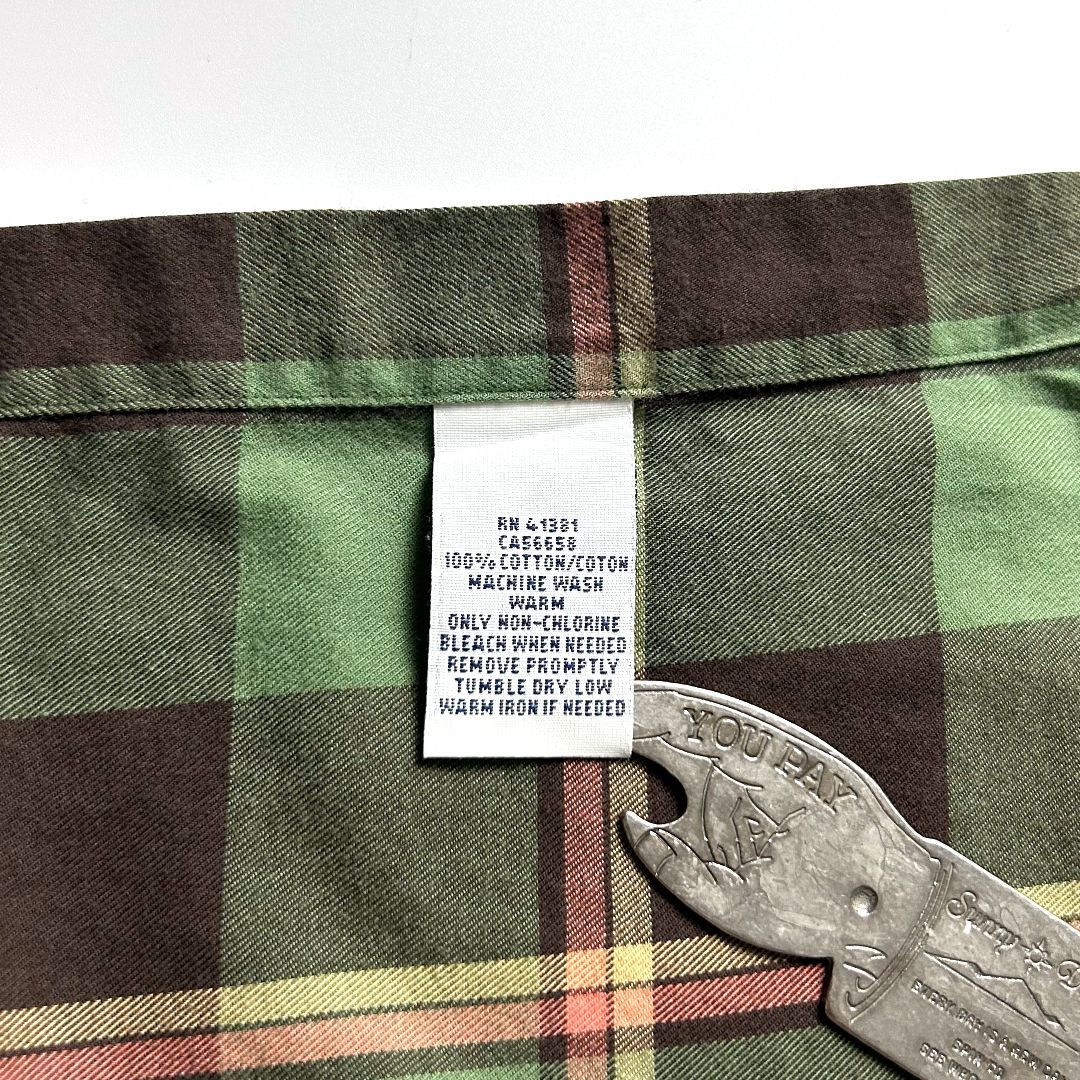 RN 41381
CA56658
100% COTTON/COTON
MACHINE WASH
WARM
ONLY NON-CHLORINE
BLEACH WHEN NEEDED
REMOVE PROMPTLY
TUMBLE DRY LOW
WARM IRON IF NEEDED
YOU PAY
Sunny